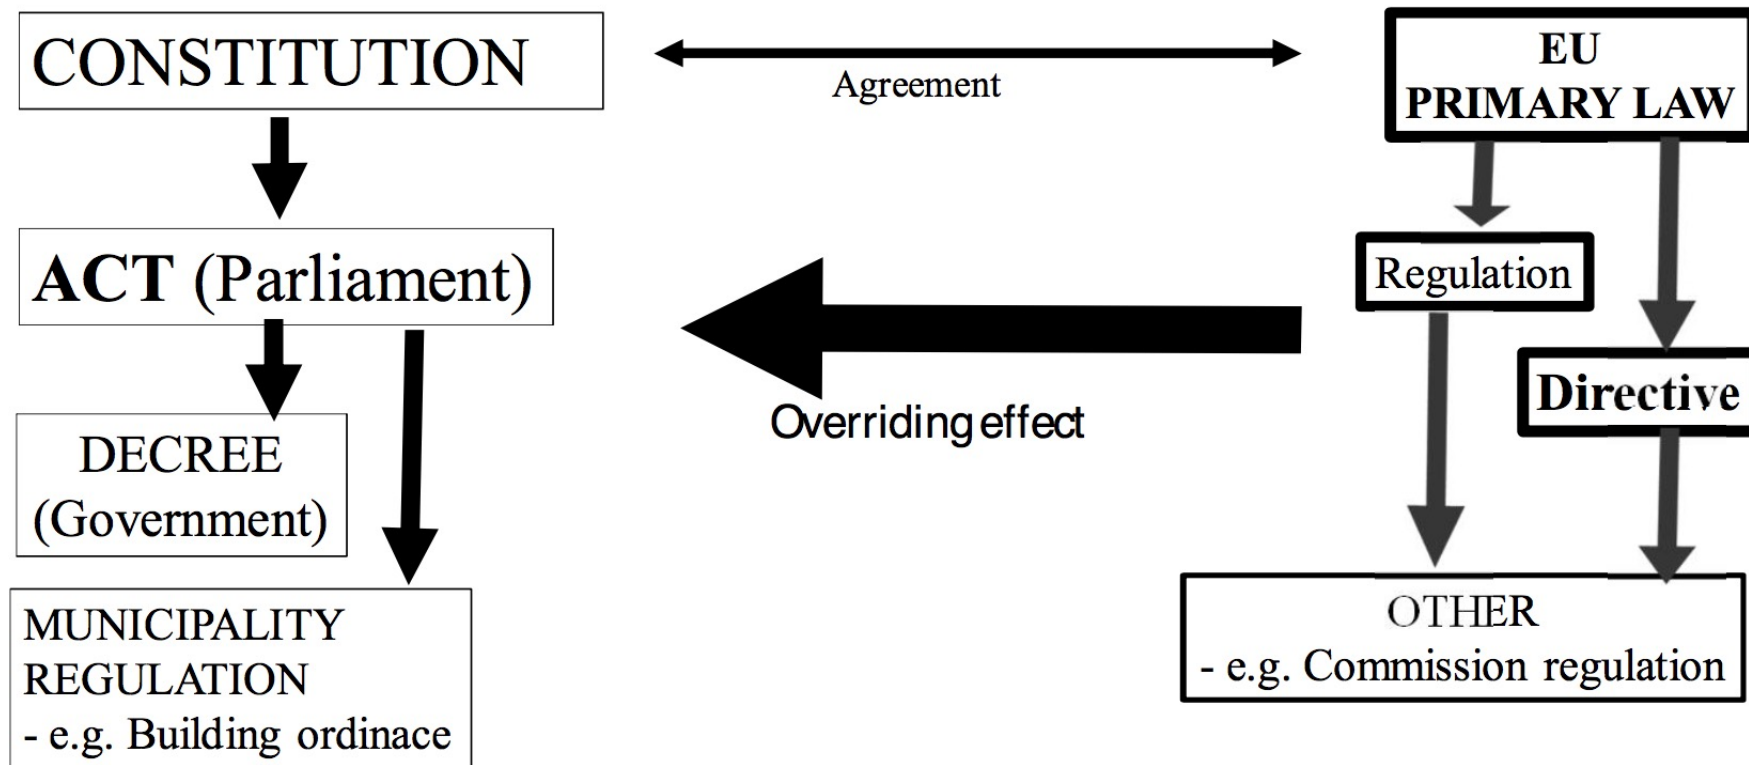 CONSTITUTION
Agreement
EU
PRIMARY LAW
ACT (Parliament)
Regulation
Overriding effect
Directive
DECREE
(Government)
MUNICIPALITY
REGULATION
- e.g. Building ordinace
OTHER
- e.g. Commission regulation